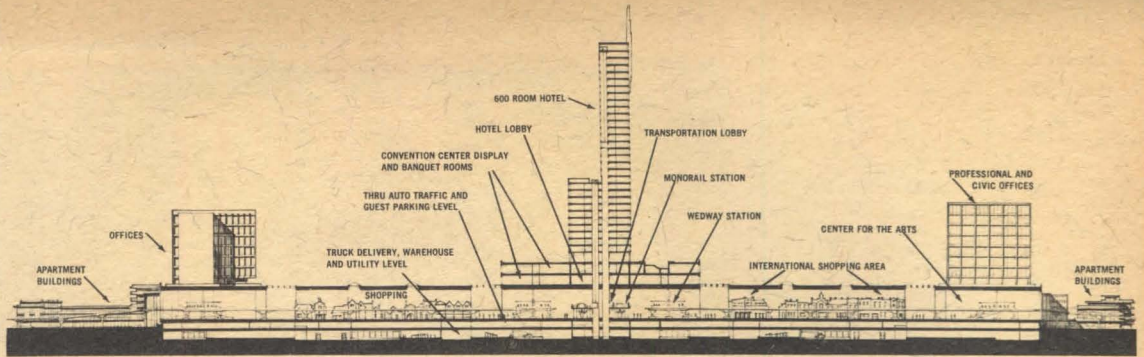 600 ROOM HOTEL
HOTEL LOBBY
CONVENTION CENTER DISPLAY
AND BANQUET ROOMS
THRU AUTO TRAFFIC AND
GUEST PARKING LEVEL
OFFICES
TRUCK DELIVERY, WAREHOUSE
AND UTILITY LEVEL
APARTMENT
BUILDINGS
SHOPPING
TRANSPORTATION LOBBY
MONORAIL STATION
WEDWAY STATION
PROFESSIONAL AND
CIVIC OFFICES
CENTER FOR THE ARTS
INTERNATIONAL SHOPPING AREA
APARTMENT
BUILDINGS